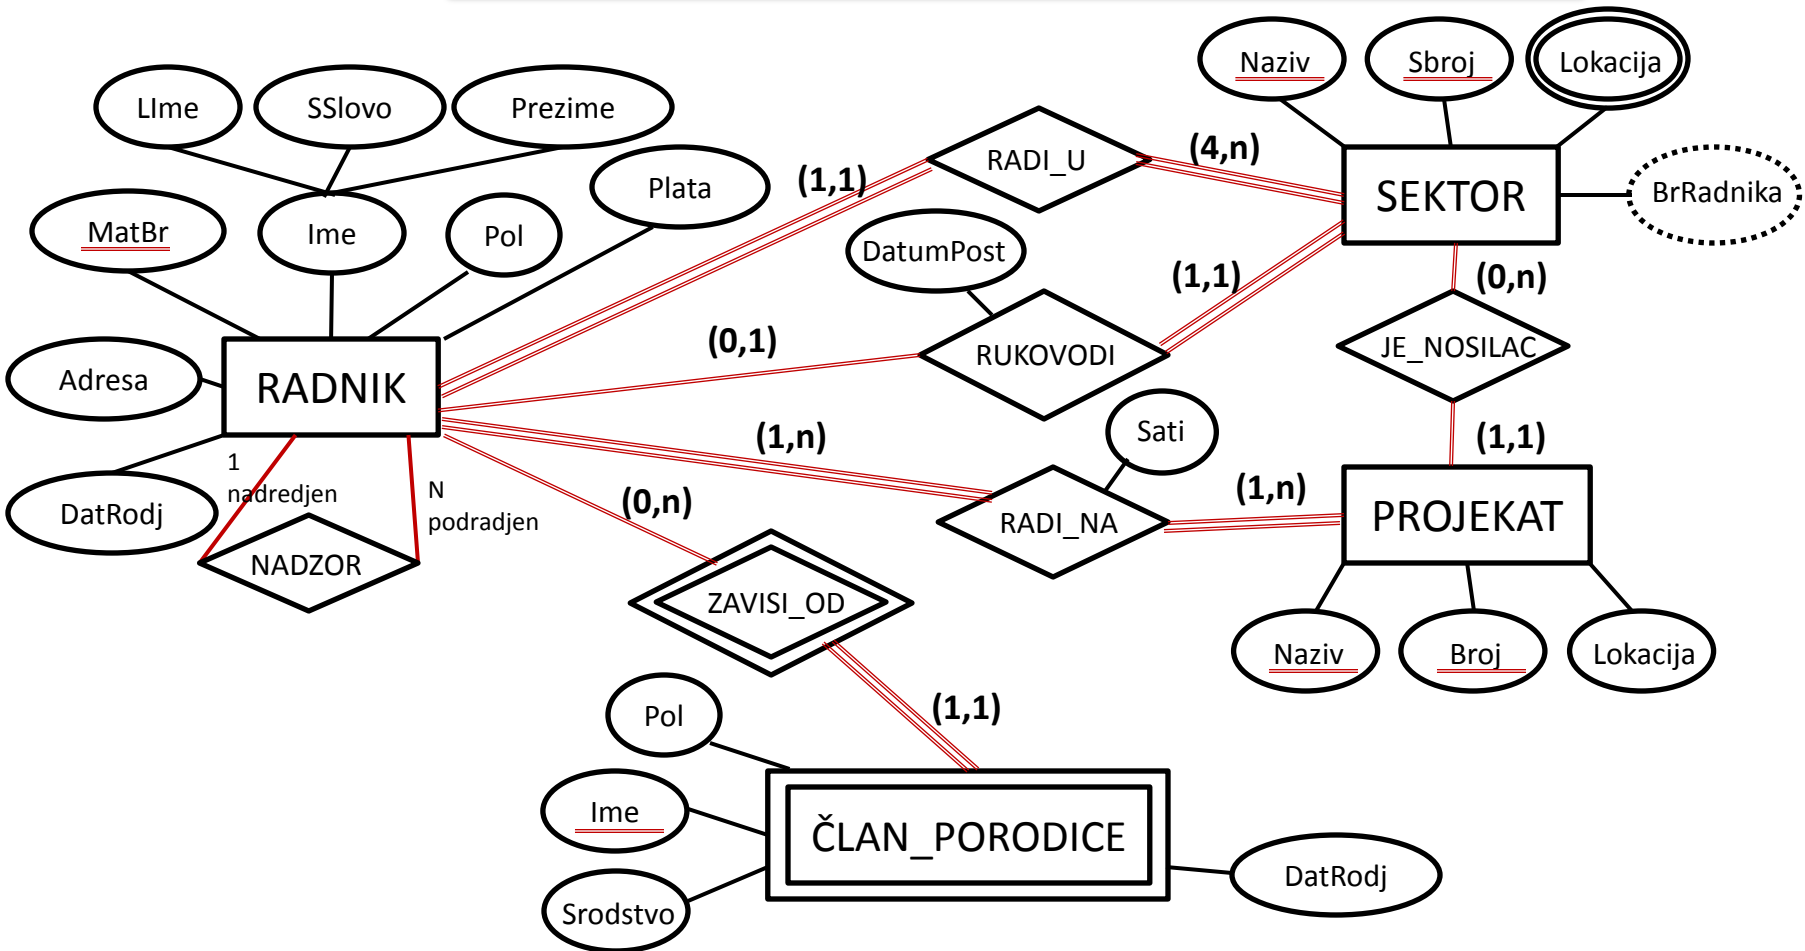 Naziv
Sbroj
Lokacija
LIme
SSlovo
Prezime
(1,1)
RADI_U
(4,n)
Plata
SEKTOR
BrRadnika
MatBr
Ime
Pol
DatumPost
(1,1)
(0,n)
(0,1)
RUKOVODI
JE_NOSILAC
Adresa
RADNIK
(1,n)
Sati
(1,1)
1
nadredjen
N
podradjen
(0,n)
(1,n)
DatRodj
RADI_NA
PROJEKAT
NADZOR
ZAVISI_OD
Naziv
Broj
Lokacija
Pol
(1,1)
Ime
ČLAN_PORODICE
DatRodj
Srodstvo